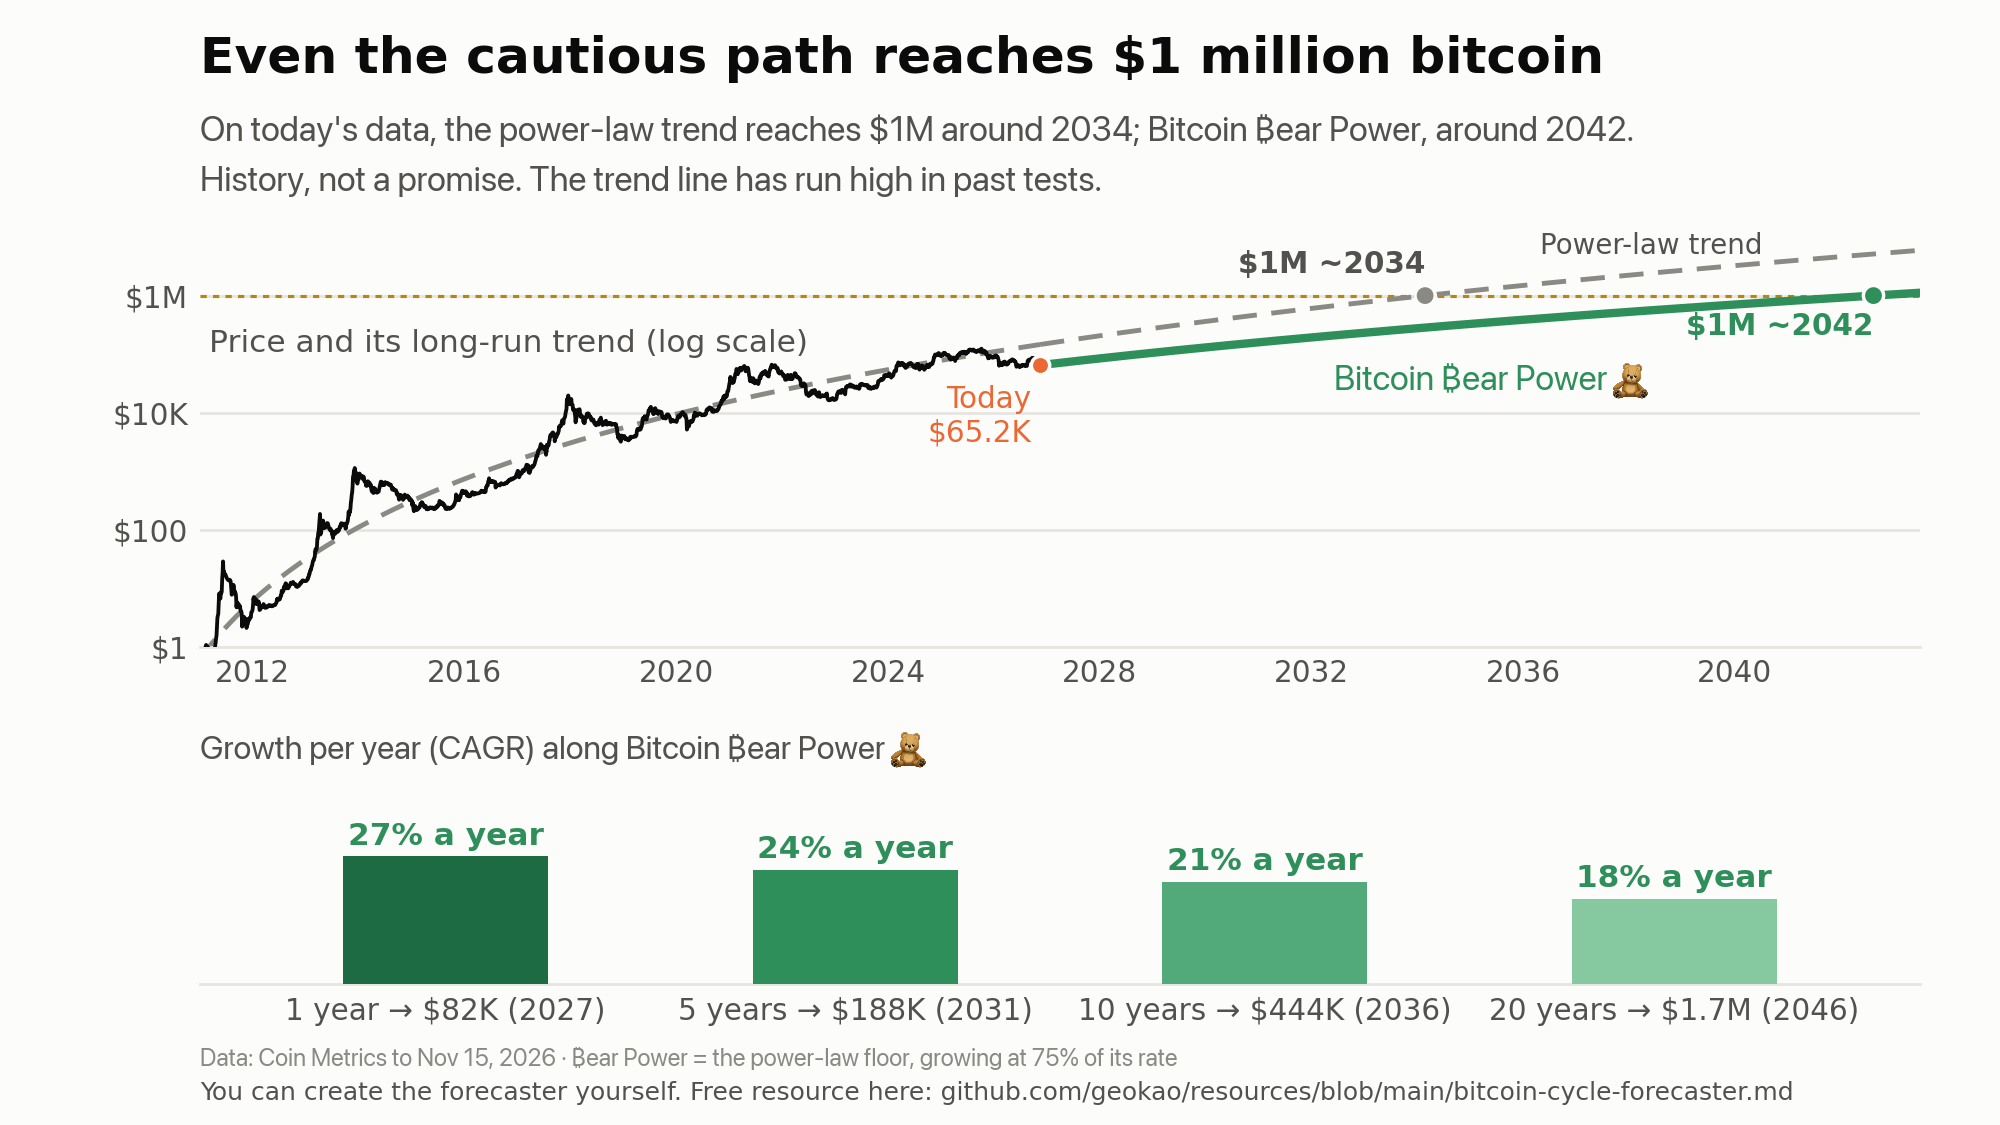 Even the cautious path reaches $1 million bitcoin
On today's data, the power-law trend reaches $1M around 2034; Bitcoin ₿ear Power, around 2042.
History, not a promise. The trend line has run high in past tests.
Power-law trend
$1M ~2034
$1M
Price and its long-run trend (log scale)
$1M ~2042
Bitcoin ₿ear Power
Today
$65.2K
$10K
$100
$1
2012 2016 2020 2024 2028 2032 2036 2040
Growth per year (CAGR) along Bitcoin ₿ear Power
27% a year
24% a year
21% a year
18% a year
1 year → $82K (2027)
5 years → $188K (2031)
10 years → $444K (2036)
20 years → $1.7M (2046)
Data: Coin Metrics to Nov 15, 2026 · ₿ear Power = the power-law floor, growing at 75% of its rate
You can create the forecaster yourself. Free resource here: github.com/geokao/resources/blob/main/bitcoin-cycle-forecaster.md